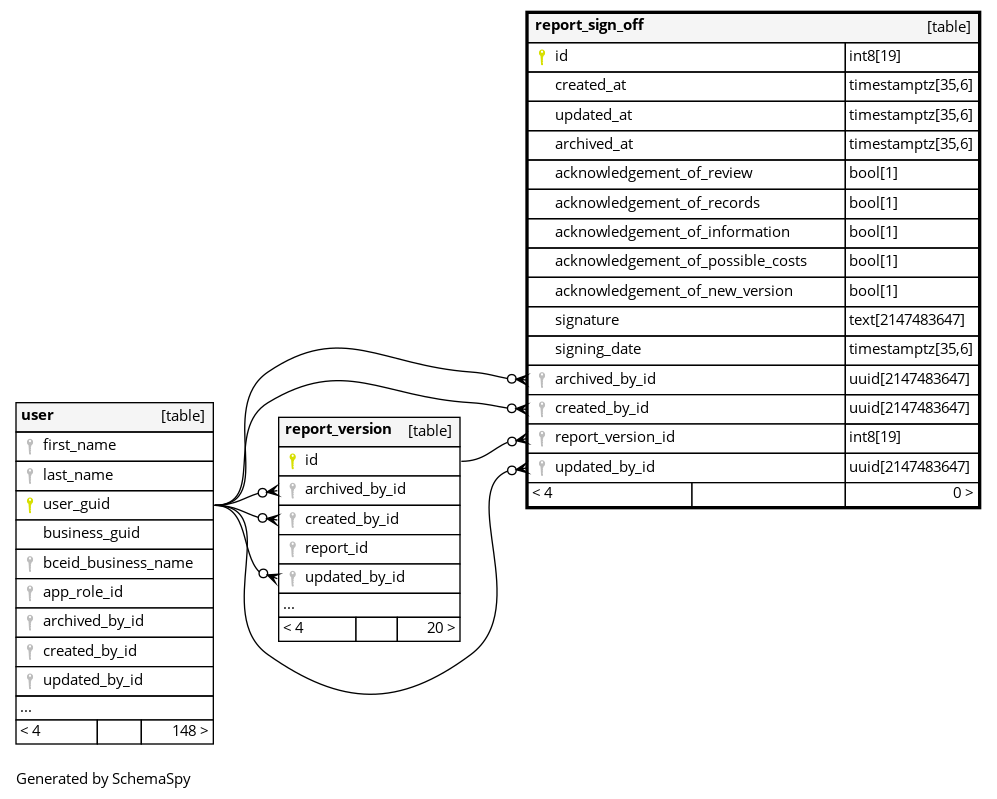 report_sign_off [table]
id int8[19]
created_at timestamptz[35,6]
updated_at timestamptz[35,6]
archived_at timestamptz[35,6]
acknowledgement_of_review bool[1]
acknowledgement_of_records bool[1]
acknowledgement_of_information bool[1]
acknowledgement_of_possible_costs bool[1]
acknowledgement_of_new_version bool[1]
signature text[2147483647]
signing_date timestamptz[35,6]
archived_by_id uuid[2147483647]
created_by_id uuid[2147483647]
report_version_id int8[19]
updated_by_id uuid[2147483647]
< 4 0 >
user [table]
first_name
last_name
user_guid
business_guid
bceid_business_name
app_role_id
archived_by_id
created_by_id
updated_by_id
...
< 4 148 >
report_version [table]
id
archived_by_id
created_by_id
report_id
updated_by_id
...
< 4 20 >
Generated by SchemaSpy